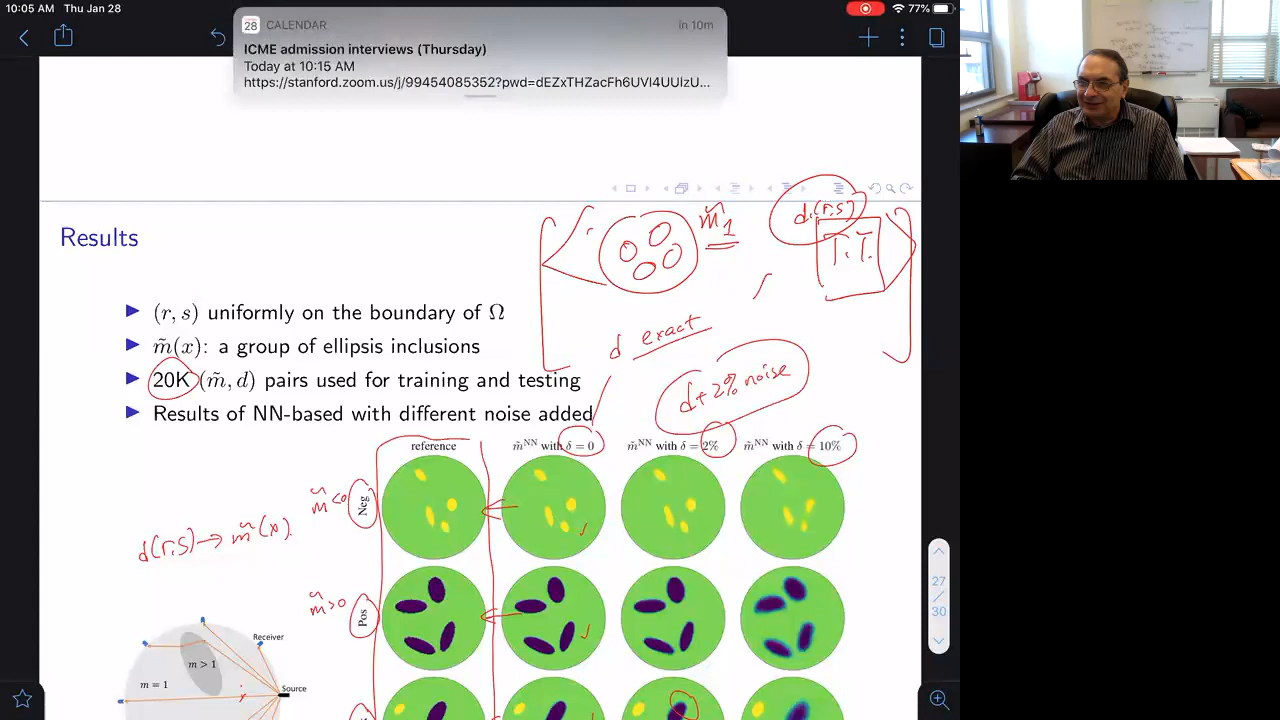 10:05 AM Thu Jan 28
77%
28 CALENDAR in 10m
ICME admission interviews (Thursday)
Today at 10:15 AM
https://stanford.zoom.us/j/99454085352?pwd=dEZxTHZacFh6UVI4UUlzU...
Results
m̃1
d1(r,s)
T.T.
▶ (r, s) uniformly on the boundary of Ω
▶ m̃(x): a group of ellipsis inclusions
▶ 20K (m̃, d) pairs used for training and testing
▶ Results of NN-based with different noise added
d exact
d+2% noise
reference
m̃NN with δ = 0
m̃NN with δ = 2%
m̃NN with δ = 10%
m̃<0
Neg
d(r,s) → m̃(x).
m̃>0
Pos
Receiver
m > 1
m = 1
Source
27
/
30